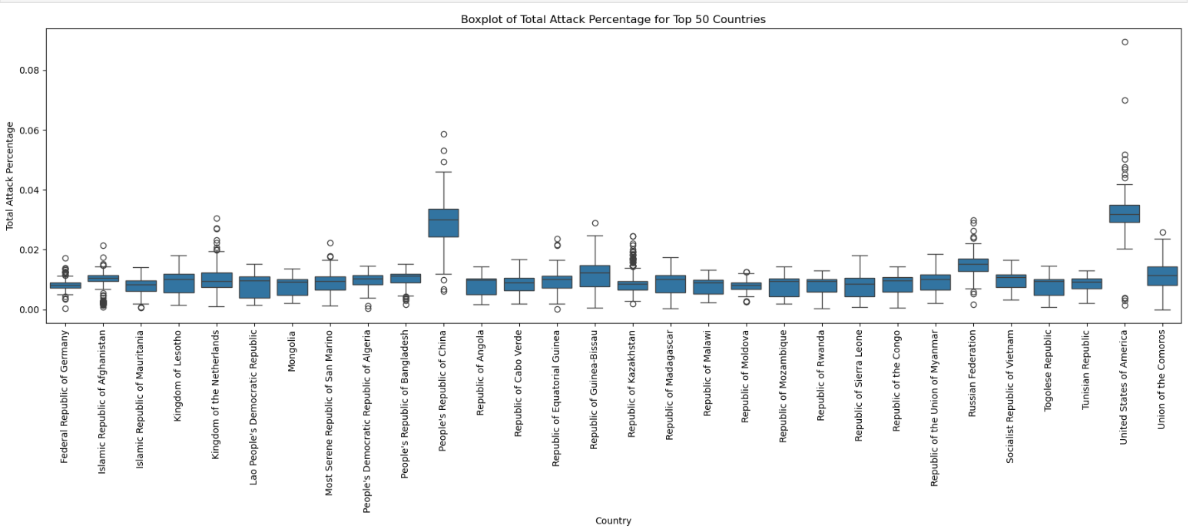 Boxplot of Total Attack Percentage for Top 50 Countries
Total Attack Percentage
0.08
0.06
0.04
0.02
0.00
Federal Republic of Germany
Islamic Republic of Afghanistan
Islamic Republic of Mauritania
Kingdom of Lesotho
Kingdom of the Netherlands
Lao People's Democratic Republic
Mongolia
Most Serene Republic of San Marino
People's Democratic Republic of Algeria
People's Republic of Bangladesh
People's Republic of China
Republic of Angola
Republic of Cabo Verde
Republic of Equatorial Guinea
Republic of Guinea-Bissau
Republic of Kazakhstan
Republic of Madagascar
Republic of Malawi
Republic of Moldova
Republic of Mozambique
Republic of Rwanda
Republic of Sierra Leone
Republic of the Congo
Republic of the Union of Myanmar
Russian Federation
Socialist Republic of Vietnam
Togolese Republic
Tunisian Republic
United States of America
Union of the Comoros
Country